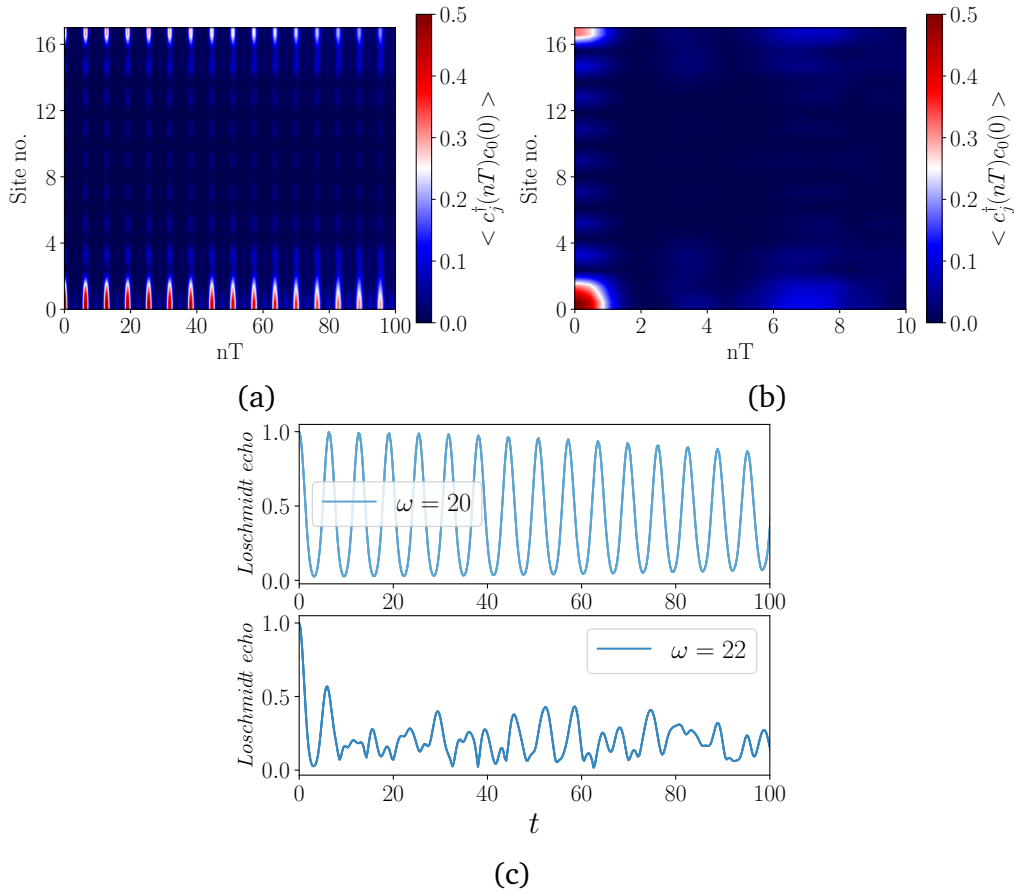 16
12
8
4
0
Site no.
0 20 40 60 80 100
nT
0.5
0.4
0.3
0.2
0.1
0.0
< c_j^†(nT)c_0(0) >
(a)
16
12
8
4
0
Site no.
0 2 4 6 8 10
nT
0.5
0.4
0.3
0.2
0.1
0.0
< c_j^†(nT)c_0(0) >
(b)
1.0
0.5
0.0
Loschmidt echo
ω = 20
0 20 40 60 80 100
1.0
0.5
0.0
Loschmidt echo
ω = 22
0 20 40 60 80 100
t
(c)